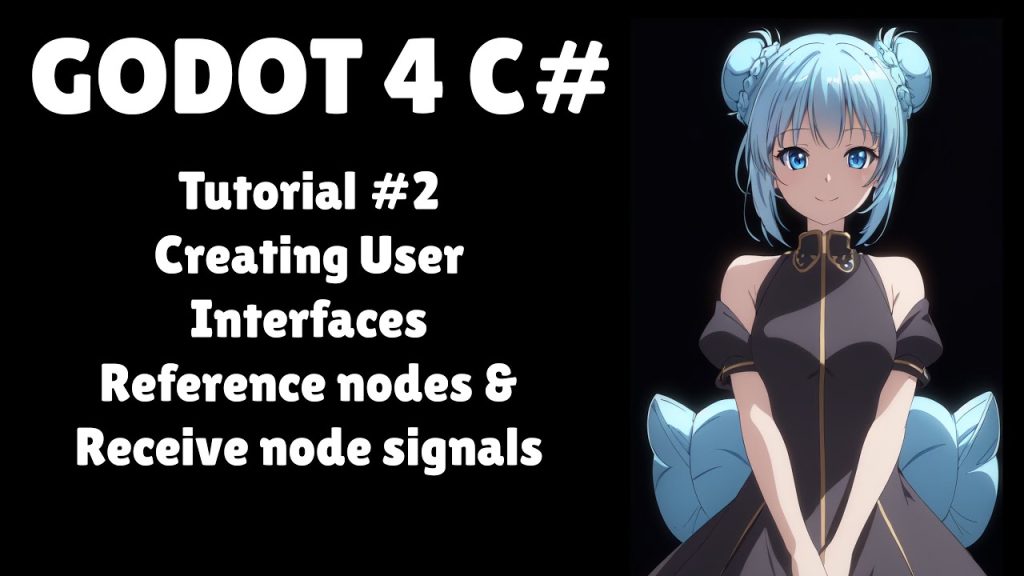 GODOT 4 C#
Tutorial #2
Creating User
Interfaces
Reference nodes &
Receive node signals